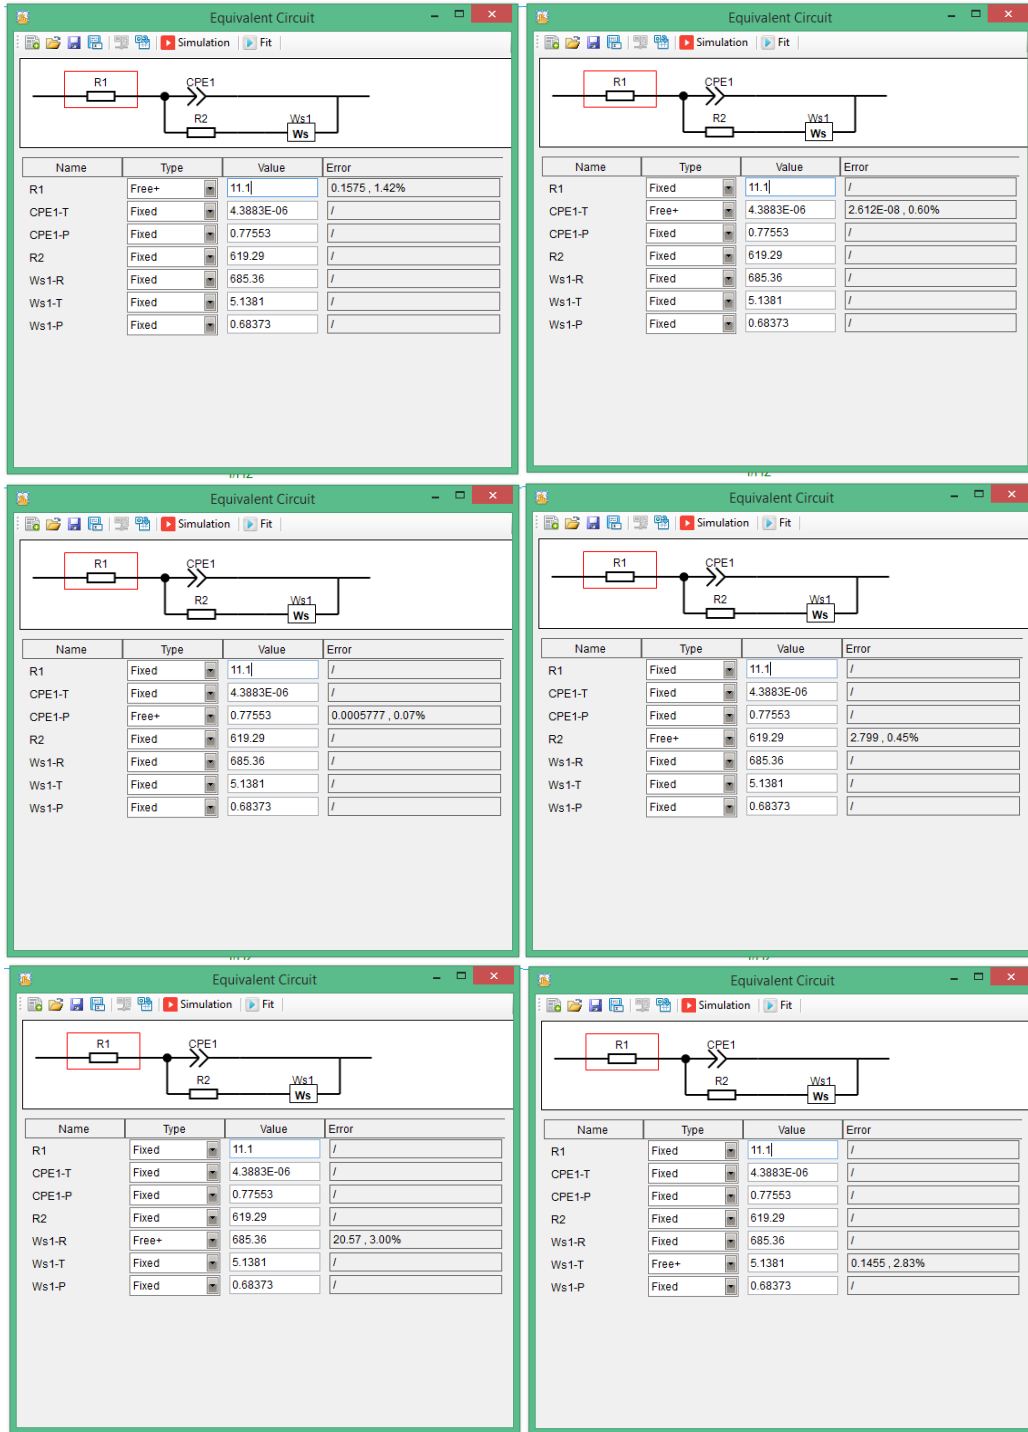 Equivalent Circuit
Simulation Fit
R1 CPE1
R2 Ws1
Ws
Name Type Value Error
R1 Free+ 11.1 0.1575 , 1.42%
CPE1-T Fixed 4.3883E-06 /
CPE1-P Fixed 0.77553 /
R2 Fixed 619.29 /
Ws1-R Fixed 685.36 /
Ws1-T Fixed 5.1381 /
Ws1-P Fixed 0.68373 /
Equivalent Circuit
Simulation Fit
R1 CPE1
R2 Ws1
Ws
Name Type Value Error
R1 Fixed 11.1 /
CPE1-T Free+ 4.3883E-06 2.612E-08 , 0.60%
CPE1-P Fixed 0.77553 /
R2 Fixed 619.29 /
Ws1-R Fixed 685.36 /
Ws1-T Fixed 5.1381 /
Ws1-P Fixed 0.68373 /
Equivalent Circuit
Simulation Fit
R1 CPE1
R2 Ws1
Ws
Name Type Value Error
R1 Fixed 11.1 /
CPE1-T Fixed 4.3883E-06 /
CPE1-P Free+ 0.77553 0.0005777 , 0.07%
R2 Fixed 619.29 /
Ws1-R Fixed 685.36 /
Ws1-T Fixed 5.1381 /
Ws1-P Fixed 0.68373 /
Equivalent Circuit
Simulation Fit
R1 CPE1
R2 Ws1
Ws
Name Type Value Error
R1 Fixed 11.1 /
CPE1-T Fixed 4.3883E-06 /
CPE1-P Fixed 0.77553 /
R2 Free+ 619.29 2.799 , 0.45%
Ws1-R Fixed 685.36 /
Ws1-T Fixed 5.1381 /
Ws1-P Fixed 0.68373 /
Equivalent Circuit
Simulation Fit
R1 CPE1
R2 Ws1
Ws
Name Type Value Error
R1 Fixed 11.1 /
CPE1-T Fixed 4.3883E-06 /
CPE1-P Fixed 0.77553 /
R2 Fixed 619.29 /
Ws1-R Free+ 685.36 20.57 , 3.00%
Ws1-T Fixed 5.1381 /
Ws1-P Fixed 0.68373 /
Equivalent Circuit
Simulation Fit
R1 CPE1
R2 Ws1
Ws
Name Type Value Error
R1 Fixed 11.1 /
CPE1-T Fixed 4.3883E-06 /
CPE1-P Fixed 0.77553 /
R2 Fixed 619.29 /
Ws1-R Fixed 685.36 /
Ws1-T Free+ 5.1381 0.1455 , 2.83%
Ws1-P Fixed 0.68373 /